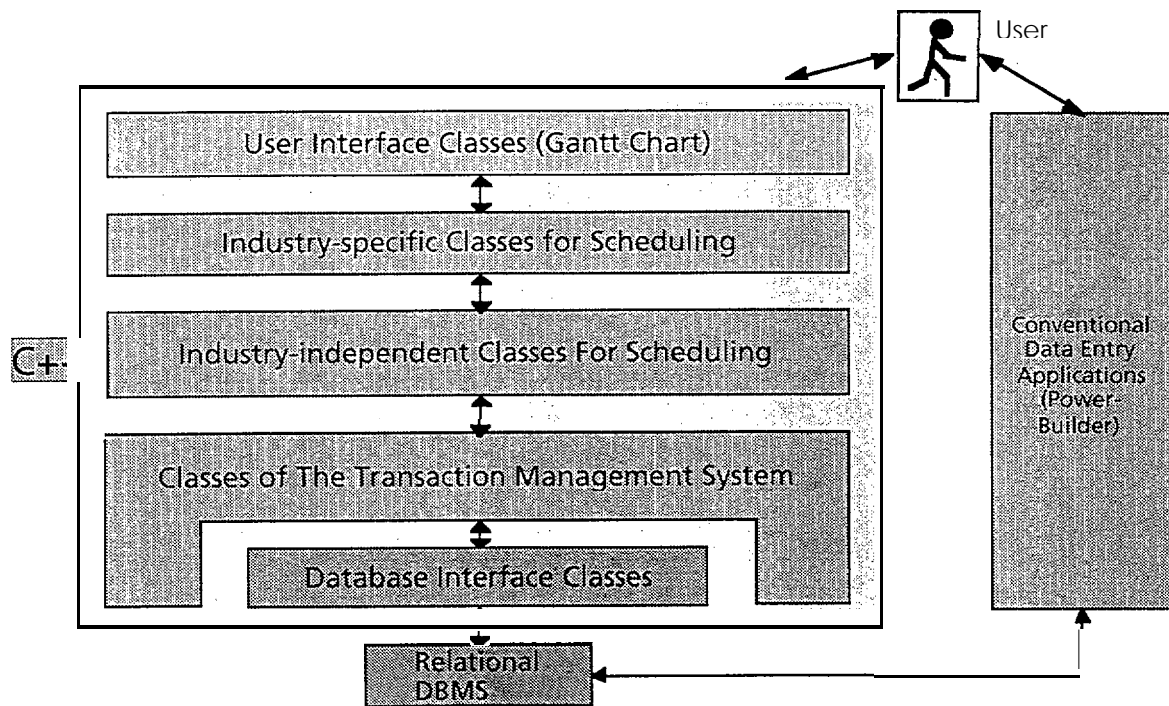 User
User Interface Classes (Gantt Chart)
Industry-specific Classes for Scheduling
Industry-independent Classes For Scheduling
C+
Classes of The Transaction Management System
Database Interface Classes
Relational
DBMS
Conventional
Data Entry
Applications
(Power-
Builder)